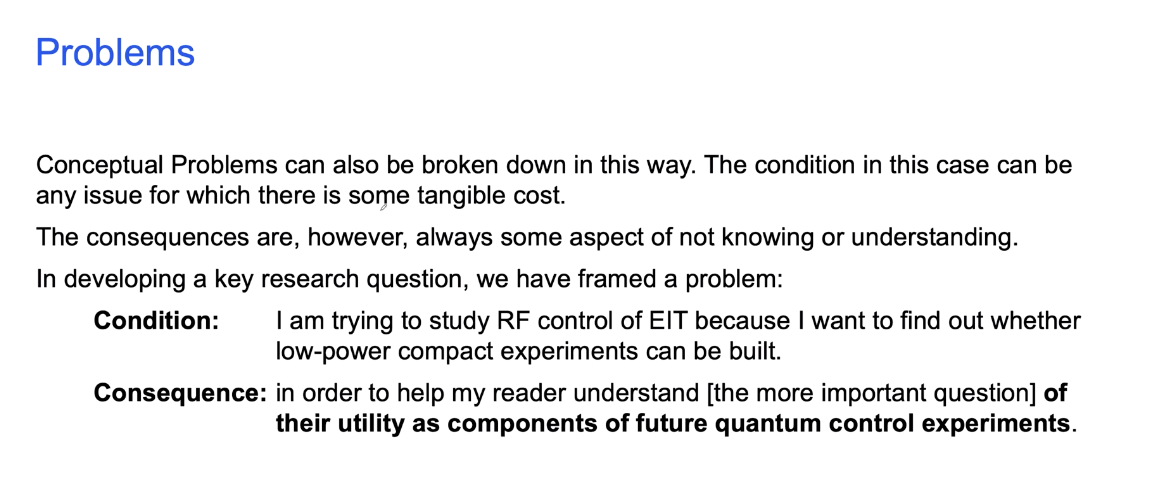 Problems
Conceptual Problems can also be broken down in this way. The condition in this case can be
any issue for which there is some tangible cost.
The consequences are, however, always some aspect of not knowing or understanding.
In developing a key research question, we have framed a problem:
Condition: I am trying to study RF control of EIT because I want to find out whether
low-power compact experiments can be built.
Consequence: in order to help my reader understand [the more important question] of
their utility as components of future quantum control experiments.